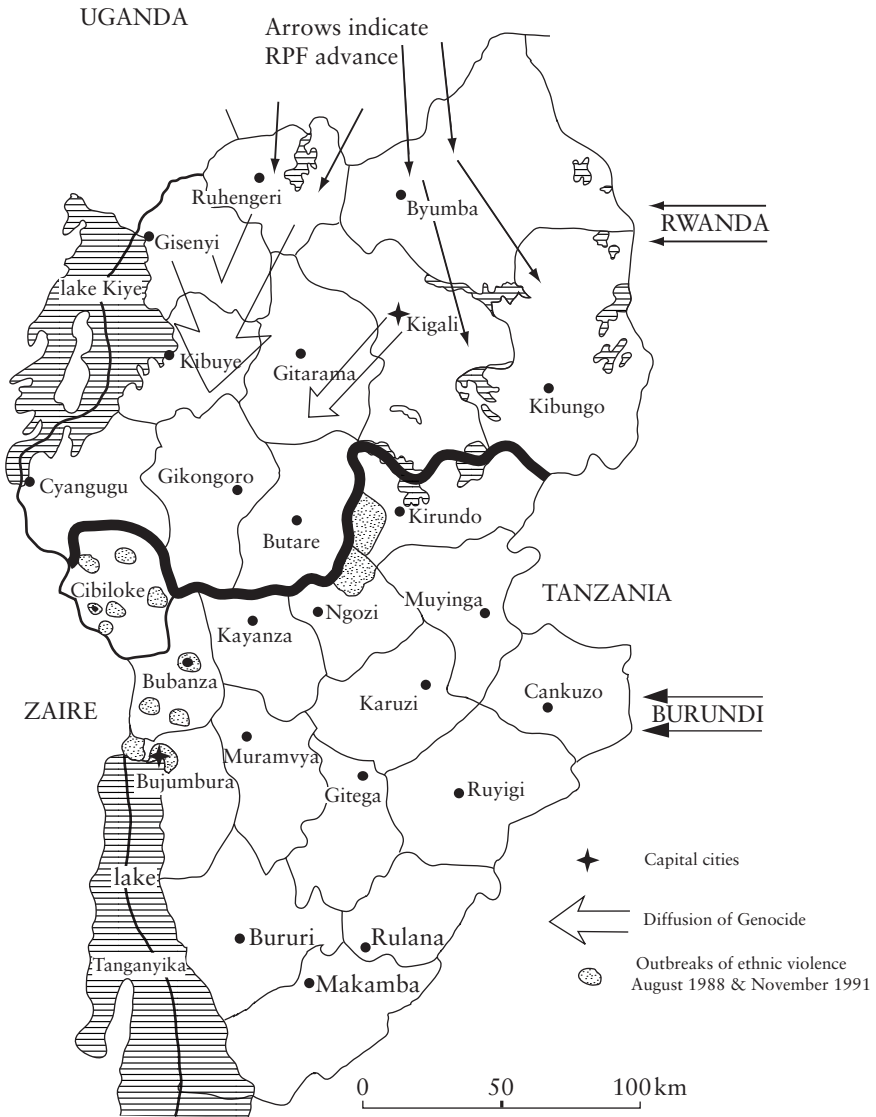 UGANDA
Arrows indicate
RPF advance
Ruhengeri
Byumba
RWANDA
Gisenyi
lake Kiye
Kigali
Kibuye
Gitarama
Kibungo
Cyangugu
Gikongoro
Kirundo
Butare
Cibiloke
TANZANIA
Ngozi
Muyinga
Kayanza
Bubanza
Karuzi
Cankuzo
ZAIRE
BURUNDI
Muramvya
Bujumbura
Gitega
Ruyigi
Capital cities
lake
Diffusion of Genocide
Bururi
Rulana
Tanganyika
Outbreaks of ethnic violence
August 1988 & November 1991
Makamba
0 50 100 km